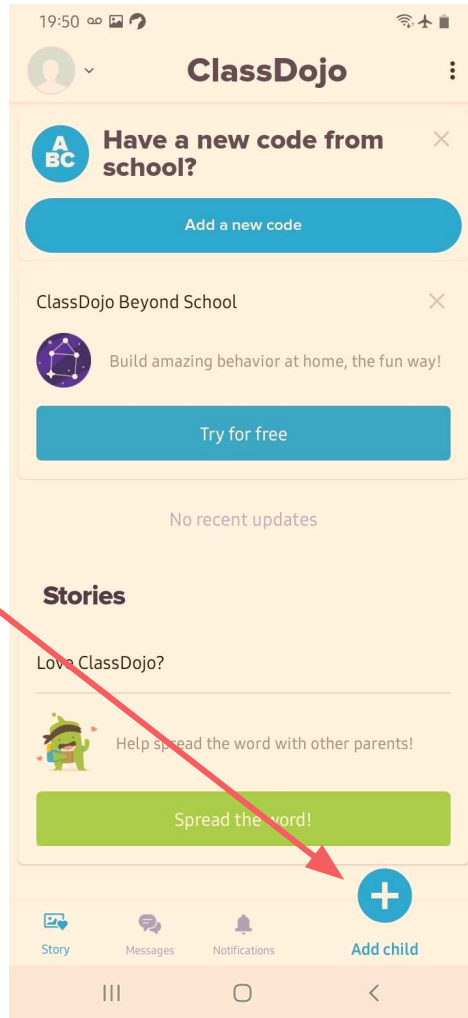 19:50
ClassDojo
ABC
Have a new code from
school?
Add a new code
ClassDojo Beyond School
Build amazing behavior at home, the fun way!
Try for free
No recent updates
Stories
Love ClassDojo?
Help spread the word with other parents!
Spread the word!
Story Messages Notifications Add child